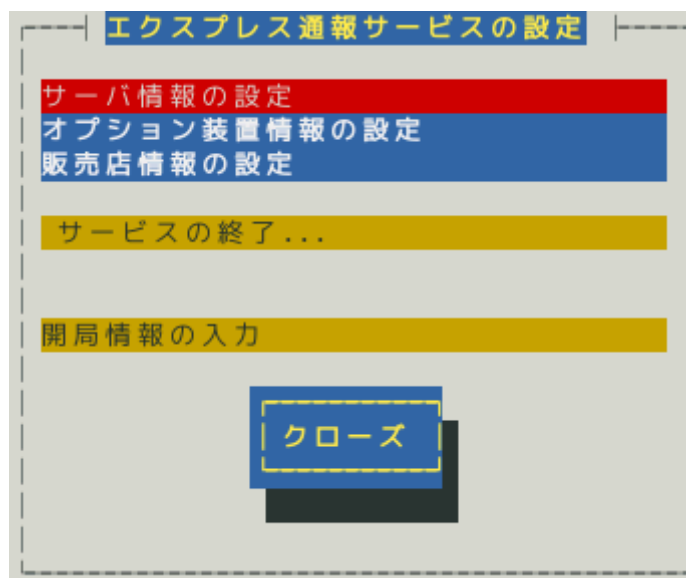 エクスプレス通報サービスの設定
サーバ情報の設定
オプション装置情報の設定
販売店情報の設定
サービスの終了...
開局情報の入力
クローズ